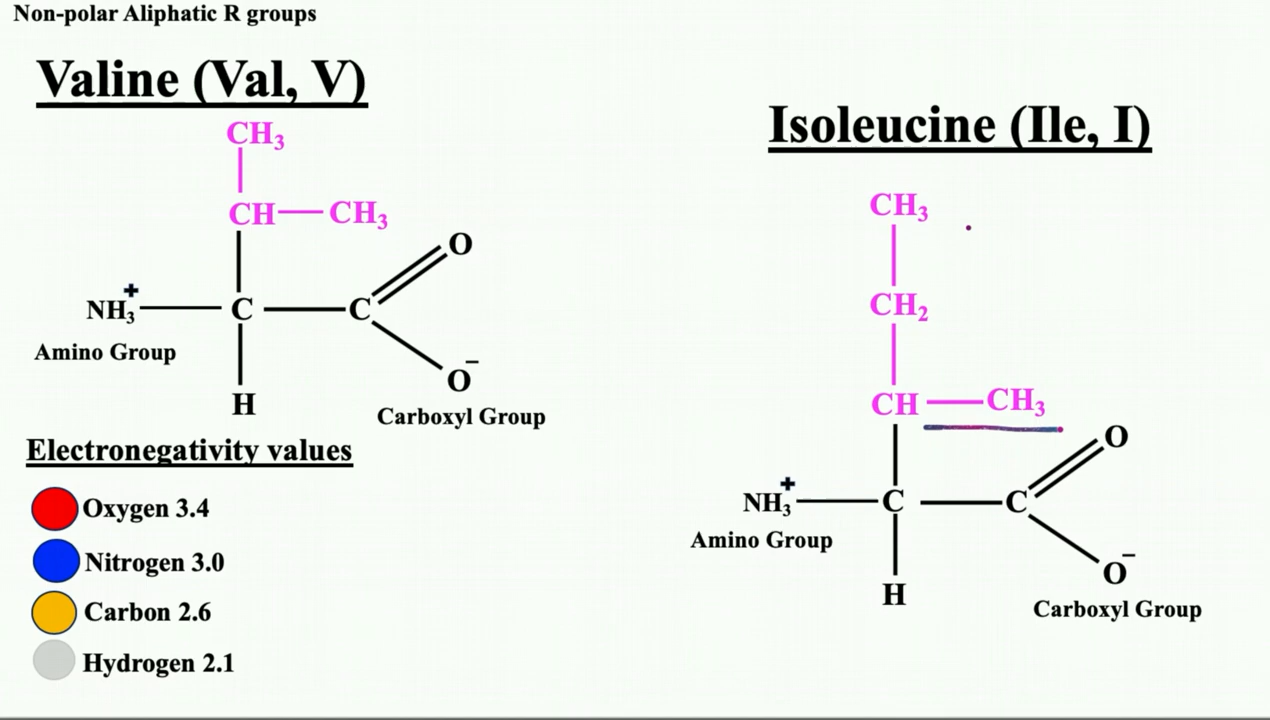 Non-polar Aliphatic R groups
Valine (Val, V)
CH₃
CH CH₃
O
NH₃⁺ C C
Amino Group
O⁻
H
Carboxyl Group
Electronegativity values
Oxygen 3.4
Nitrogen 3.0
Carbon 2.6
Hydrogen 2.1
Isoleucine (Ile, I)
CH₃
CH₂
CH CH₃
O
NH₃⁺ C C
Amino Group
O⁻
H
Carboxyl Group